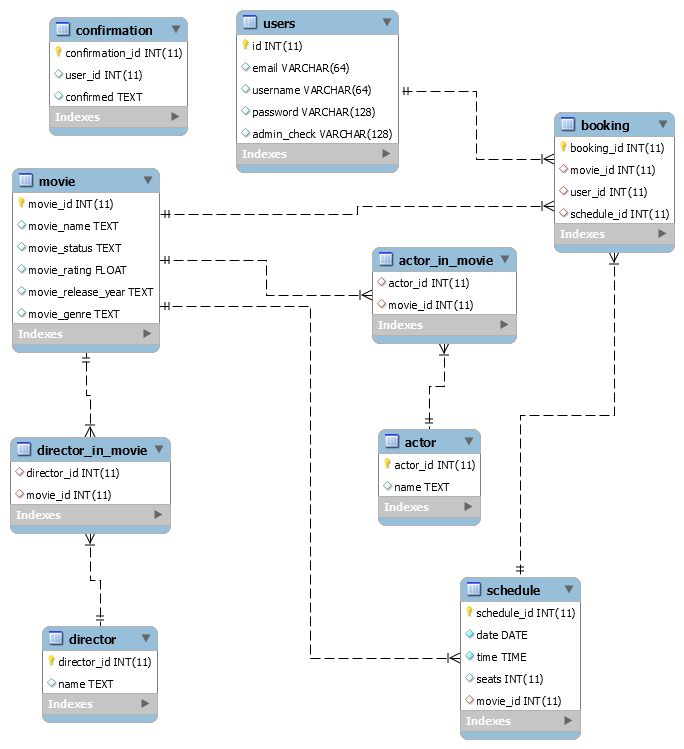 confirmation
confirmation_id INT(11)
user_id INT(11)
confirmed TEXT
Indexes
users
id INT(11)
email VARCHAR(64)
username VARCHAR(64)
password VARCHAR(128)
admin_check VARCHAR(128)
Indexes
booking
booking_id INT(11)
movie_id INT(11)
user_id INT(11)
schedule_id INT(11)
Indexes
movie
movie_id INT(11)
movie_name TEXT
movie_status TEXT
movie_rating FLOAT
movie_release_year TEXT
movie_genre TEXT
Indexes
actor_in_movie
actor_id INT(11)
movie_id INT(11)
Indexes
director_in_movie
director_id INT(11)
movie_id INT(11)
Indexes
actor
actor_id INT(11)
name TEXT
Indexes
director
director_id INT(11)
name TEXT
Indexes
schedule
schedule_id INT(11)
date DATE
time TIME
seats INT(11)
movie_id INT(11)
Indexes